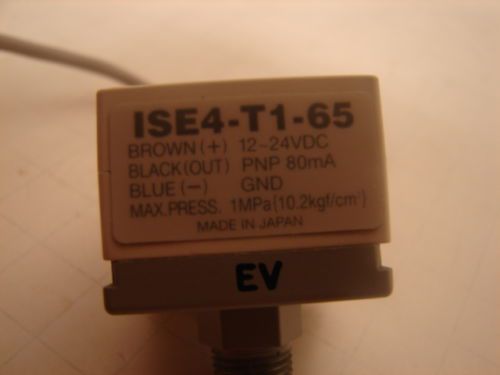 ISE4-T1-65
BROWN(+) 12~24VDC
BLACK(OUT) PNP 80mA
BLUE(-) GND
MAX.PRESS. 1MPa{10.2kgf/cm²}
MADE IN JAPAN
EV